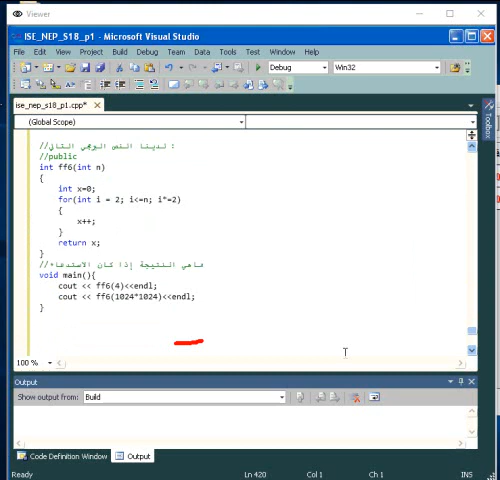 Viewer
ISE_NEP_S18_p1 - Microsoft Visual Studio
File Edit View Project Build Debug Team Data Tools Test Window Help
Debug Win32
ise_nep_s18_p1.cpp* ×
(Global Scope)
Toolbox
//لدينا النص البرمجي التالي :
//public
int ff6(int n)
{
int x=0;
for(int i = 2; i<=n; i*=2)
{
x++;
}
return x;
}
//ماهي النتيجة إذا كان الاستدعاء
void main(){
cout << ff6(4)<<endl;
cout << ff6(1024*1024)<<endl;
}
100 %
Output
Show output from: Build
Code Definition Window Output
Ready Ln 420 Col 1 Ch 1 INS